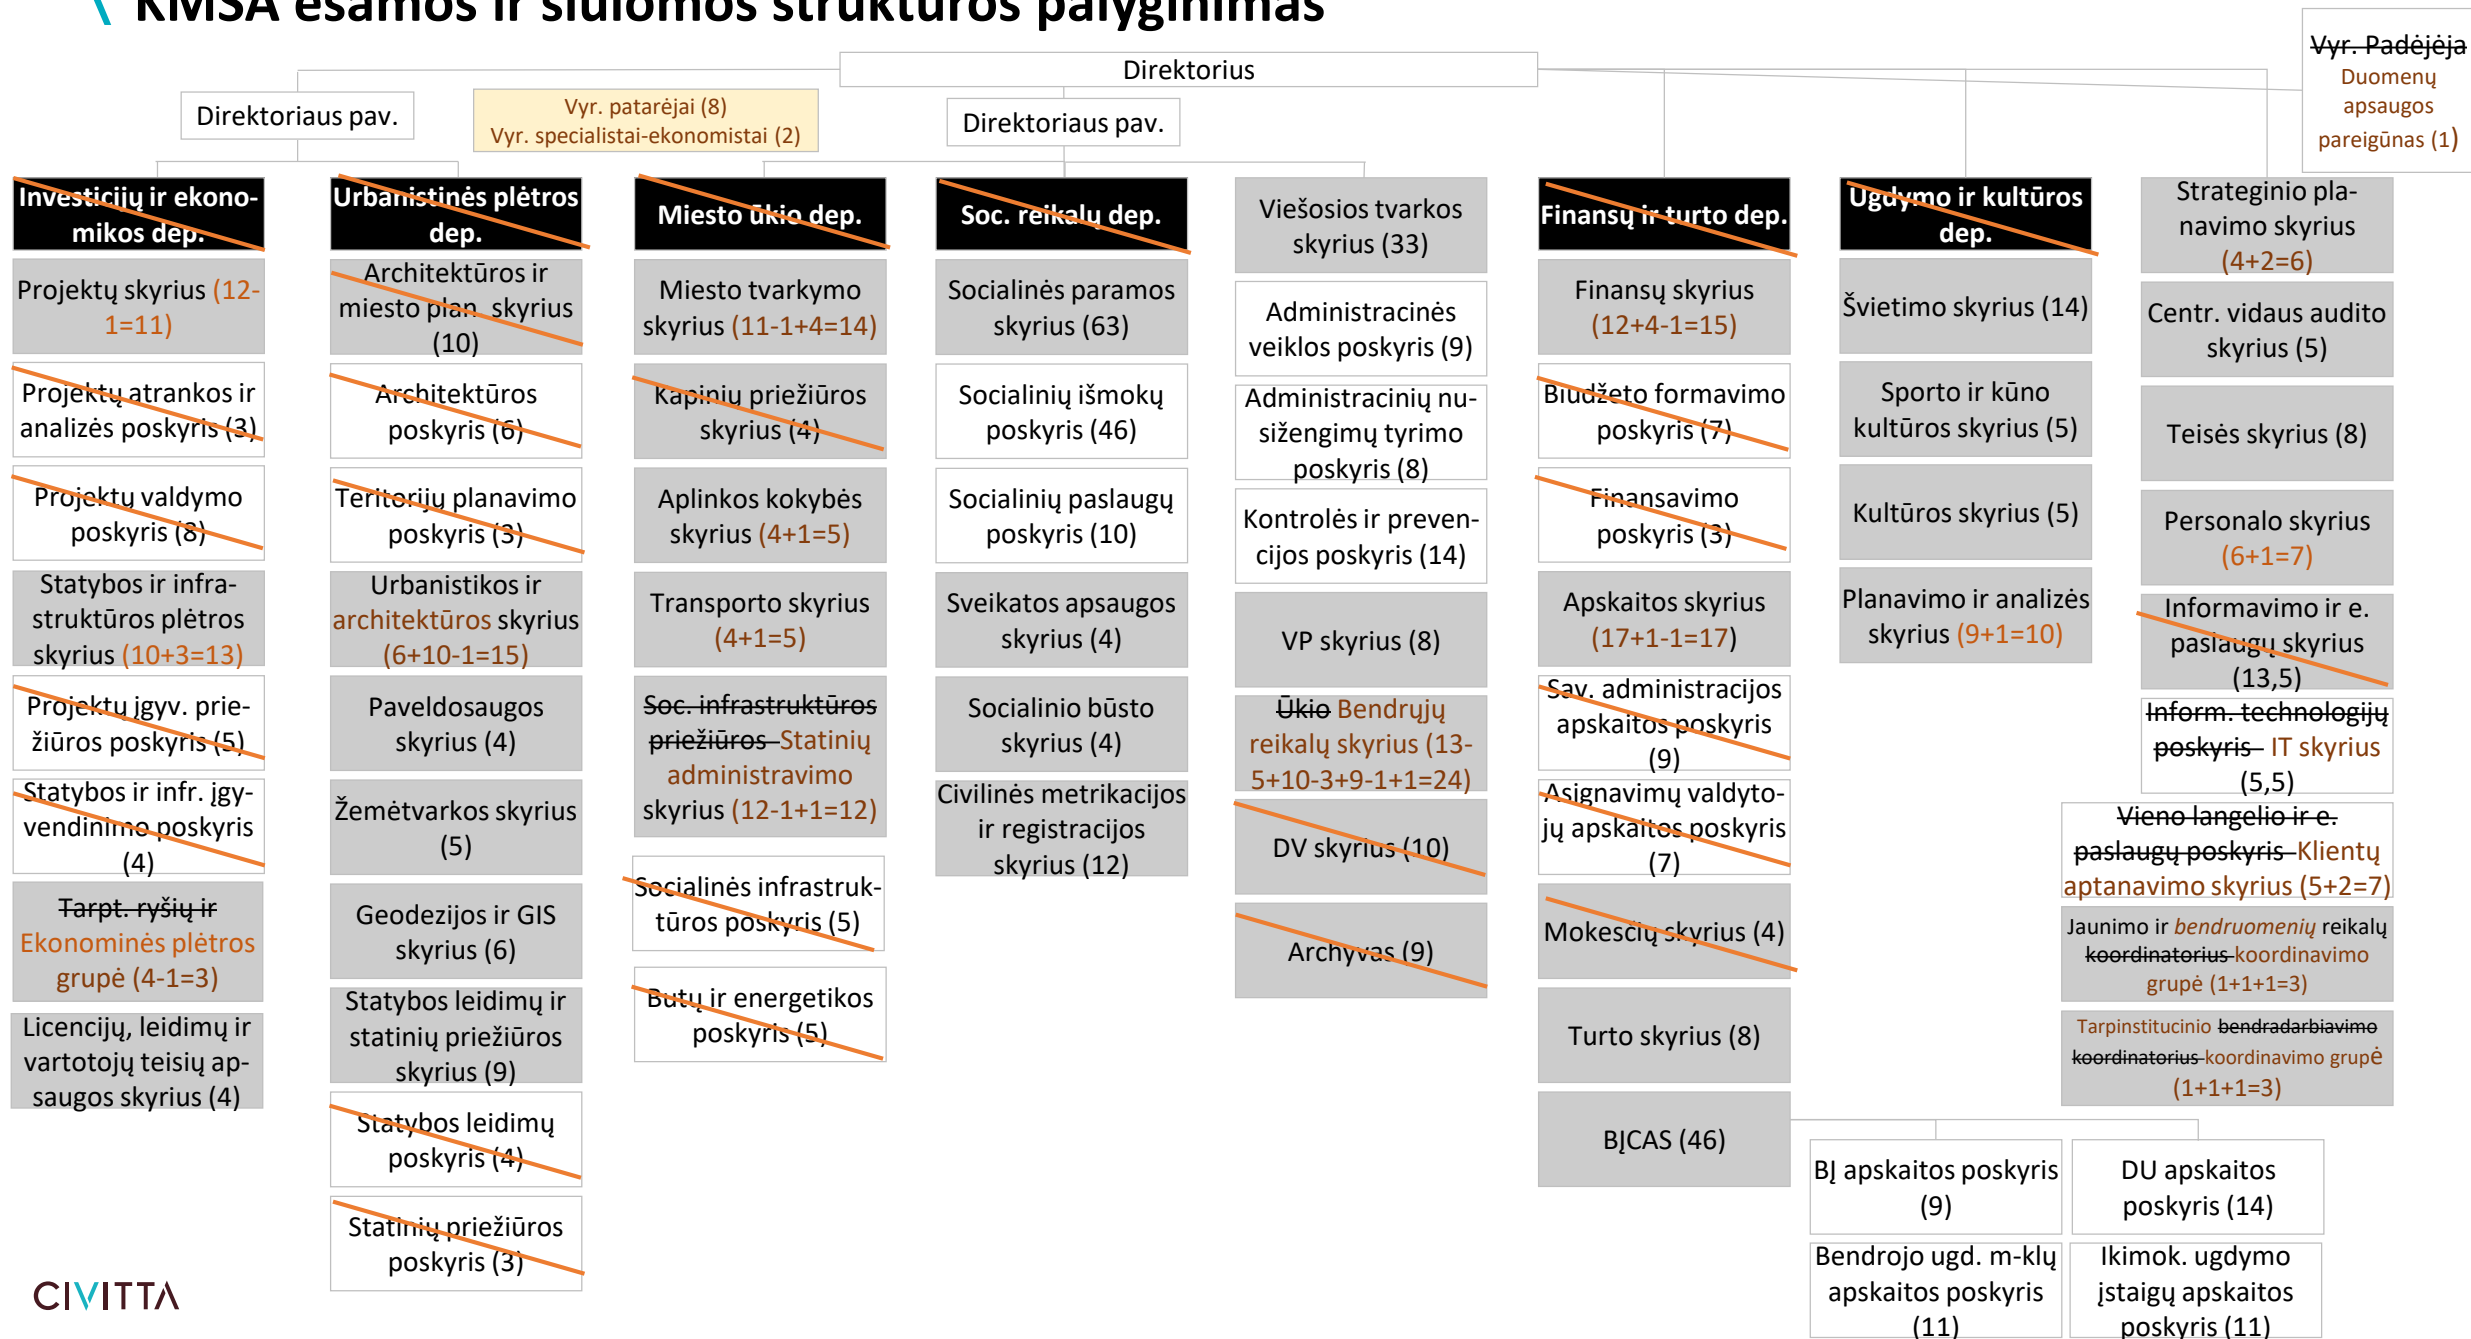 KMSA esamos ir siūlomos struktūros palyginimas
Direktorius
Vyr. Padėjėja
Duomenų
apsaugos
pareigūnas (1)
Direktoriaus pav.
Vyr. patarėjai (8)
Vyr. specialistai-ekonomistai (2)
Direktoriaus pav.
Investicijų ir ekono-
mikos dep.
Projektų skyrius (12-
1=11)
Projektų atrankos ir
analizės poskyris (3)
Projektų valdymo
poskyris (8)
Statybos ir infra-
struktūros plėtros
skyrius (10+3=13)
Projektų įgyv. prie-
žiūros poskyris (5)
Statybos ir infr. įgy-
vendinimo poskyris
(4)
Tarpt. ryšių ir
Ekonominės plėtros
grupė (4-1=3)
Licencijų, leidimų ir
vartotojų teisių ap-
saugos skyrius (4)
Urbanistinės plėtros
dep.
Architektūros ir
miesto plan. skyrius
(10)
Architektūros
poskyris (6)
Teritorijų planavimo
poskyris (3)
Urbanistikos ir
architektūros skyrius
(6+10-1=15)
Paveldosaugos
skyrius (4)
Žemėtvarkos skyrius
(5)
Geodezijos ir GIS
skyrius (6)
Statybos leidimų ir
statinių priežiūros
skyrius (9)
Statybos leidimų
poskyris (4)
Statinių priežiūros
poskyris (3)
Miesto ūkio dep.
Miesto tvarkymo
skyrius (11-1+4=14)
Kapinių priežiūros
skyrius (4)
Aplinkos kokybės
skyrius (4+1=5)
Transporto skyrius
(4+1=5)
Soc. infrastruktūros
priežiūros Statinių
administravimo
skyrius (12-1+1=12)
Socialinės infrastruk-
tūros poskyris (5)
Butų ir energetikos
poskyris (5)
Soc. reikalų dep.
Socialinės paramos
skyrius (63)
Socialinių išmokų
poskyris (46)
Socialinių paslaugų
poskyris (10)
Sveikatos apsaugos
skyrius (4)
Socialinio būsto
skyrius (4)
Civilinės metrikacijos
ir registracijos
skyrius (12)
Viešosios tvarkos
skyrius (33)
Administracinės
veiklos poskyris (9)
Administracinių nu-
sižengimų tyrimo
poskyris (8)
Kontrolės ir preven-
cijos poskyris (14)
VP skyrius (8)
Ūkio Bendrųjų
reikalų skyrius (13-
5+10-3+9-1+1=24)
DV skyrius (10)
Archyvas (9)
Finansų ir turto dep.
Finansų skyrius
(12+4-1=15)
Biudžeto formavimo
poskyris (7)
Finansavimo
poskyris (3)
Apskaitos skyrius
(17+1-1=17)
Sav. administracijos
apskaitos poskyris
(9)
Asignavimų valdyto-
jų apskaitos poskyris
(7)
Mokesčių skyrius (4)
Turto skyrius (8)
BĮCAS (46)
Ugdymo ir kultūros
dep.
Švietimo skyrius (14)
Sporto ir kūno
kultūros skyrius (5)
Kultūros skyrius (5)
Planavimo ir analizės
skyrius (9+1=10)
Strateginio pla-
navimo skyrius
(4+2=6)
Centr. vidaus audito
skyrius (5)
Teisės skyrius (8)
Personalo skyrius
(6+1=7)
Informavimo ir e.
paslaugų skyrius
(13,5)
Inform. technologijų
poskyris IT skyrius
(5,5)
Vieno langelio ir e.
paslaugų poskyris Klientų
aptanavimo skyrius (5+2=7)
Jaunimo ir bendruomenių reikalų
koordinatorius koordinavimo
grupė (1+1+1=3)
Tarpinstitucinio bendradarbiavimo
koordinatorius koordinavimo grupė
(1+1+1=3)
BĮ apskaitos poskyris
(9)
DU apskaitos
poskyris (14)
Bendrojo ugd. m-klų
apskaitos poskyris
(11)
Ikimok. ugdymo
įstaigų apskaitos
poskyris (11)
CIVITTA